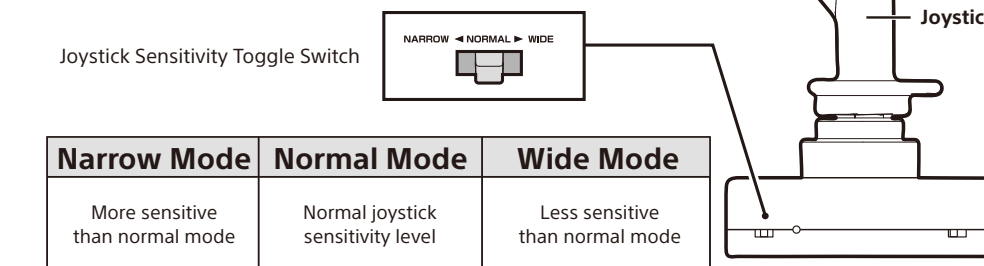 Joystick Sensitivity Toggle Switch
NARROW ◄ NORMAL ► WIDE
Joystic
Narrow Mode Normal Mode Wide Mode
More sensitive Normal joystick Less sensitive
than normal mode sensitivity level than normal mode